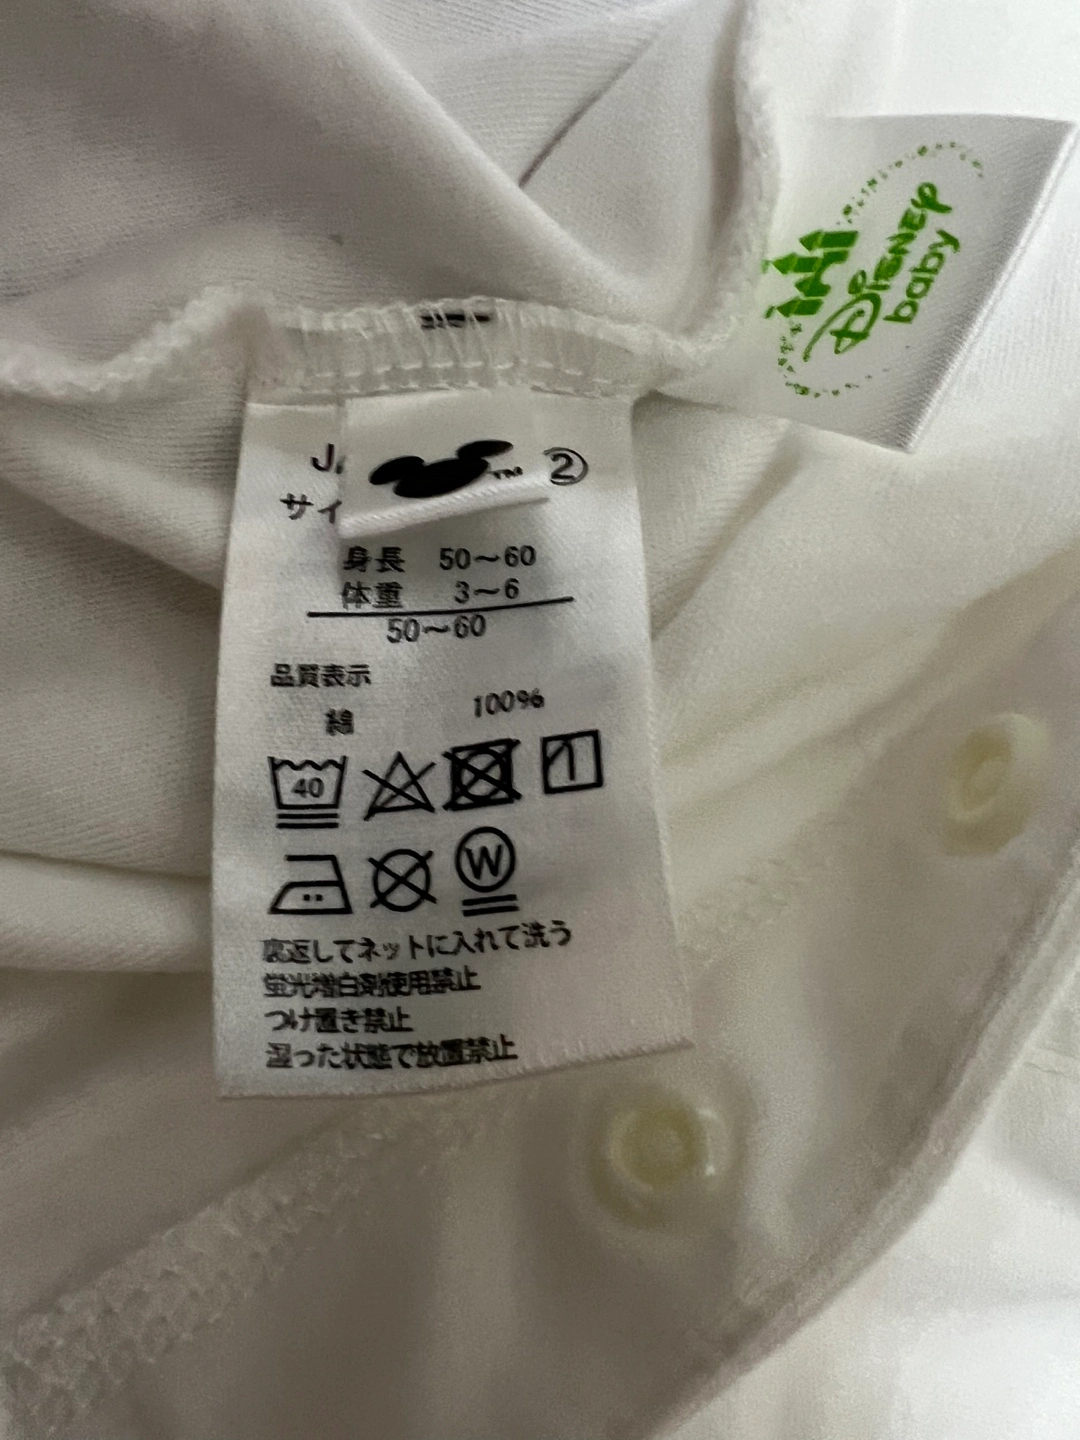 DISNEY
baby
TM ②
身長 50～60
体重 3～6
50～60
品質表示
綿 100%
40
W
裏返してネットに入れて洗う
蛍光増白剤使用禁止
つけ置き禁止
湿った状態で放置禁止